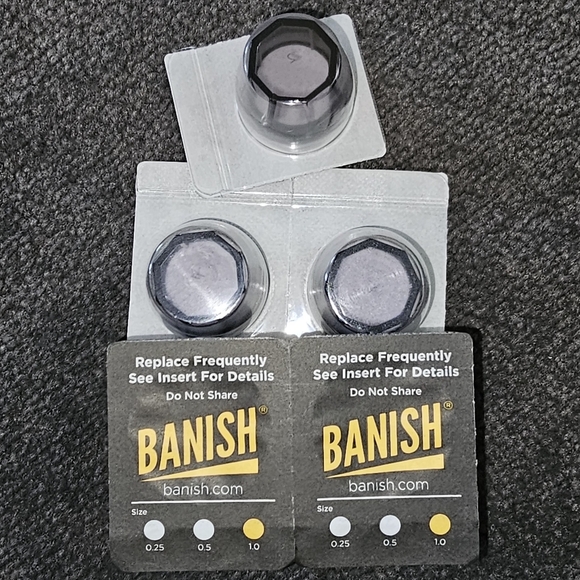 Replace Frequently
See Insert For Details
Do Not Share
BANISH®
banish.com
Size
0.25 0.5 1.0
Replace Frequently
See Insert For Details
Do Not Share
BANISH®
banish.com
Size
0.25 0.5 1.0